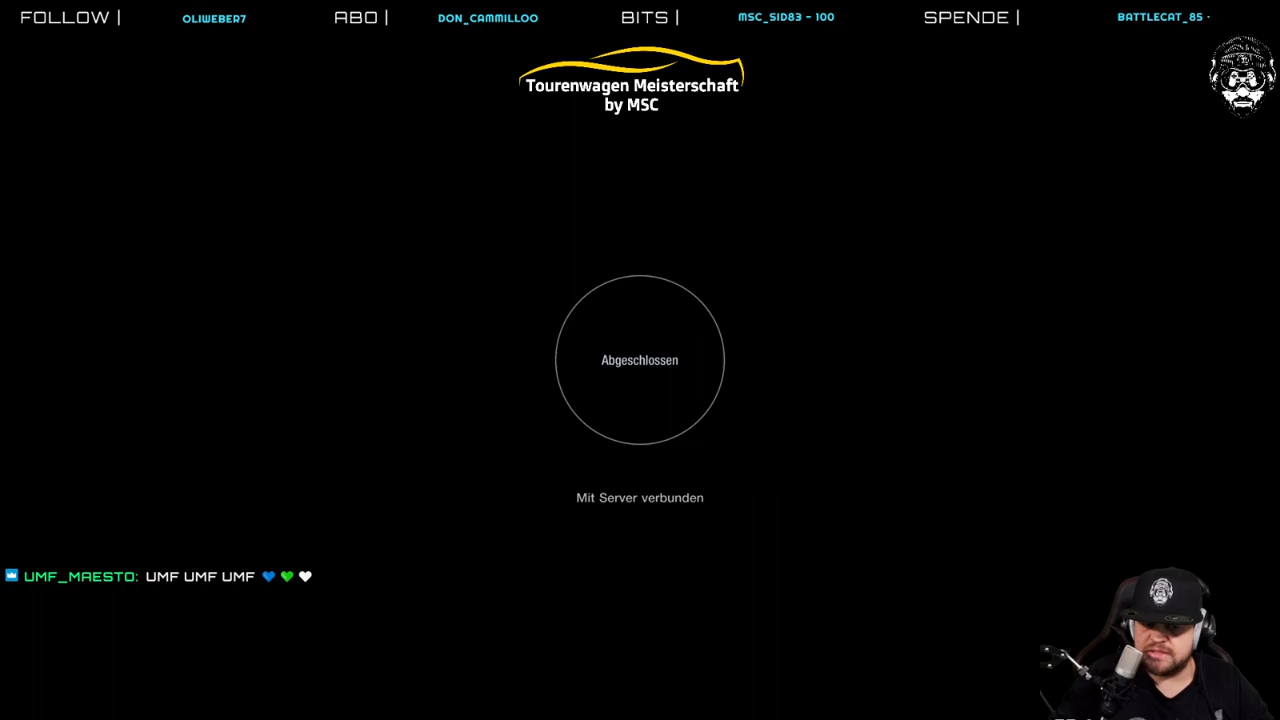 FOLLOW | OLIWEBER7 ABO | DON_CAMMILLOO BITS | MSC_SID83 - 100 SPENDE | BATTLECAT_85 ·
Tourenwagen Meisterschaft
by MSC
Abgeschlossen
Mit Server verbunden
UMF_MAESTO: UMF UMF UMF 💙 💚 🤍